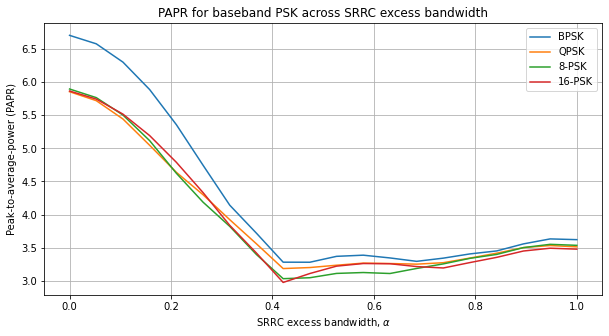 PAPR for baseband PSK across SRRC excess bandwidth
BPSK
QPSK
8-PSK
16-PSK
Peak-to-average-power (PAPR)
6.5
6.0
5.5
5.0
4.5
4.0
3.5
3.0
0.0 0.2 0.4 0.6 0.8 1.0
SRRC excess bandwidth, α